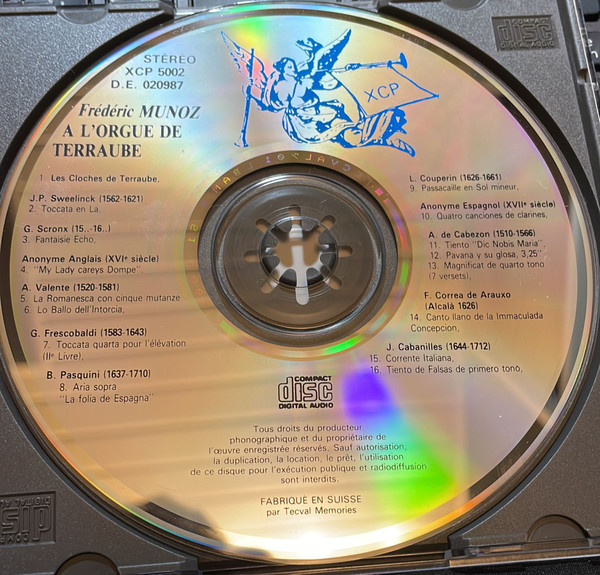 STÉRÉO
XCP 5002
D.E. 020987
Frédéric MUNOZ
A L'ORGUE DE
TERRAUBE
XCP
1. Les Cloches de Terraube,
J.P. Sweelinck (1562-1621)
2. Toccata en La,
G. Scronx (15..-16..)
3. Fantaisie Echo,
Anonyme Anglais (XVIe siècle)
4. "My Lady careys Dompe",
A. Valente (1520-1581)
5. La Romanesca con cinque mutanze
6. Lo Ballo dell'Intorcia,
G. Frescobaldi (1583-1643)
7. Toccata quarta pour l'élévation
(IIe Livre),
B. Pasquini (1637-1710)
8. Aria sopra
"La folia de Espagna"
L. Couperin (1626-1661)
9. Passacaille en Sol mineur,
Anonyme Espagnol (XVIIe siècle)
10. Quatro canciones de clarines,
A. de Cabezon (1510-1566)
11. Tiento "Dic Nobis Maria",
12. Pavana y su glosa, 3,25"
13. Magnificat de quarto tono
(7 versets),
F. Correa de Arauxo
(Alcalà 1626)
14. Canto llano de la Immaculada
Concepcion,
J. Cabanilles (1644-1712)
15. Corrente Italiana,
16. Tiento de Falsas de primero tono,
COMPACT
disc
DIGITAL AUDIO
Tous droits du producteur
phonographique et du propriétaire de
l'œuvre enregistrée réservés. Sauf autorisation,
la duplication, la location, le prêt, l'utilisation
de ce disque pour l'exécution publique et radiodiffusion
sont interdits.
FABRIQUÉ EN SUISSE
par Tecval Memories
COMPACT
disc
DIGITAL AUDIO
COMPACT
disc
DIGITAL AUDIO